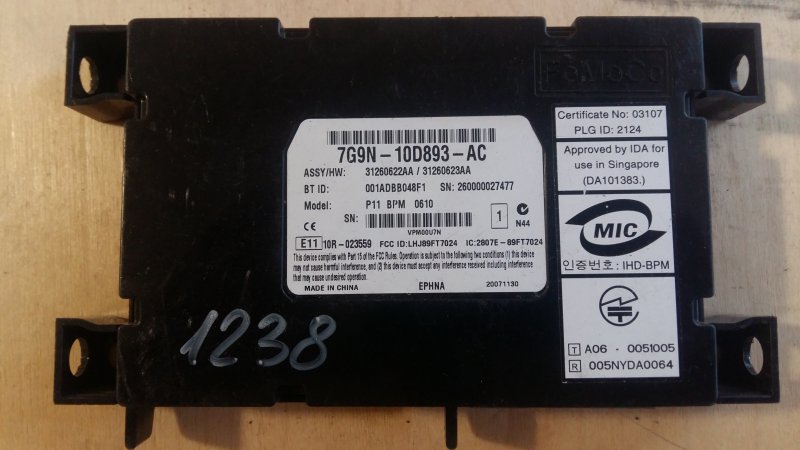 FoMoCo
7G9N-10D893-AC
ASSY/HW: 31260622AA / 31260623AA
BT ID: 001ADBB048F1 SN: 260000027477
Model: P11 BPM 0610
SN:
1
N44
VPM00U7N
CE
E11 10R-023559 FCC ID:LHJ89FT7024 IC:2807E-89FT7024
This device complies with Part 15 of the FCC Rules. Operation is subject to the following two conditions (1) this device
may not cause harmful interference, and (2) this device must accept any interference received including interference
that may cause undesired operation.
MADE IN CHINA EPHNA 20071130
Certificate No: 03107
PLG ID: 2124
Approved by IDA for
use in Singapore
(DA101383.)
MIC
인증번호: IHD-BPM
T A06 - 0051005
R 005NYDA0064
1238